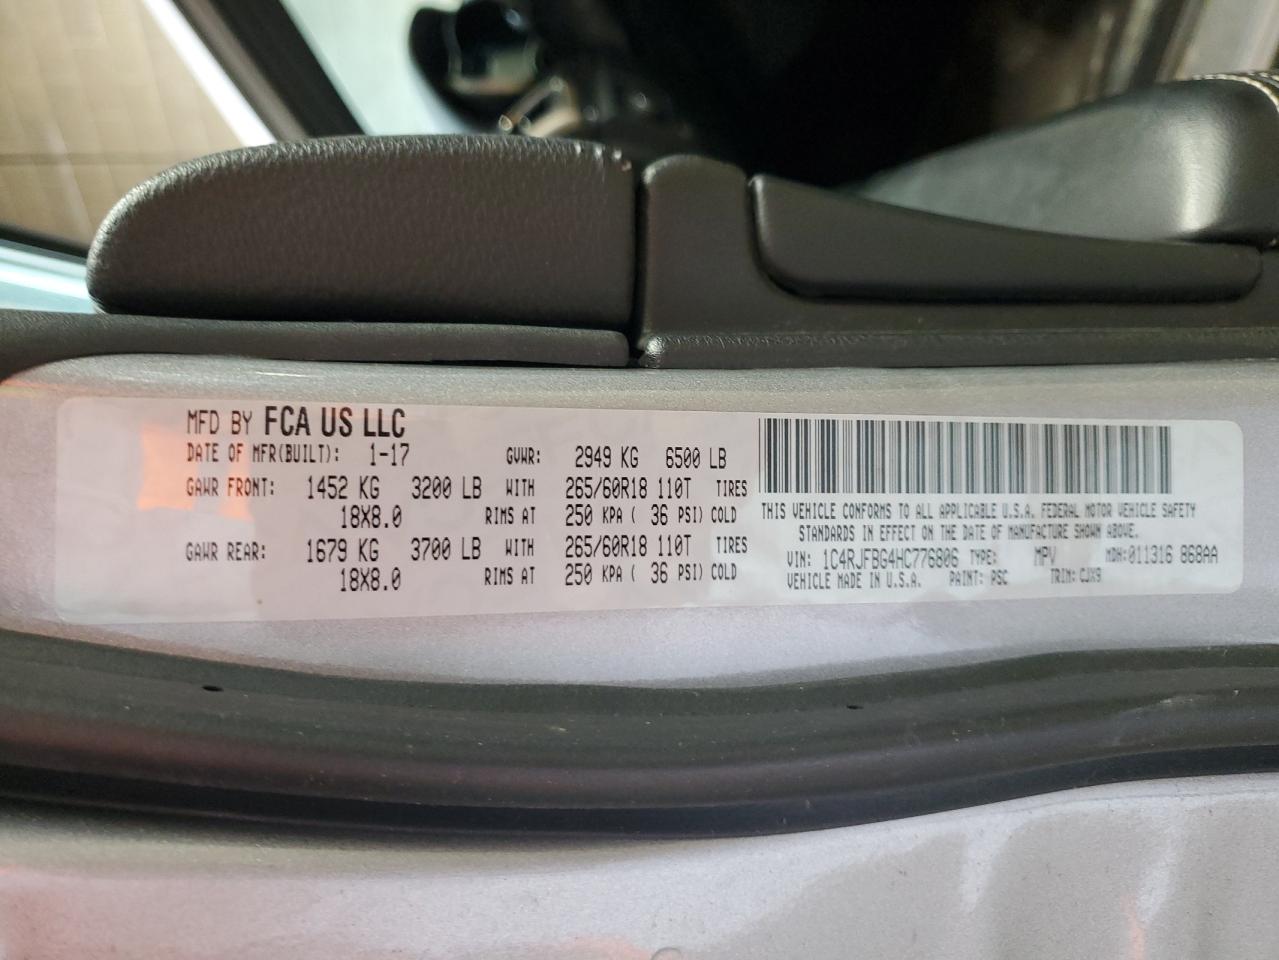 MFD BY FCA US LLC
DATE OF MFR(BUILT): 1-17 GVWR: 2949 KG 6500 LB
GAWR FRONT: 1452 KG 3200 LB WITH 265/60R18 110T TIRES
18X8.0 RIMS AT 250 KPA ( 36 PSI) COLD
GAWR REAR: 1679 KG 3700 LB WITH 265/60R18 110T TIRES
18X8.0 RIMS AT 250 KPA ( 36 PSI) COLD
THIS VEHICLE CONFORMS TO ALL APPLICABLE U.S.A. FEDERAL MOTOR VEHICLE SAFETY
STANDARDS IN EFFECT ON THE DATE OF MANUFACTURE SHOWN ABOVE.
VIN: 1C4RJFBG4HC776806 TYPE: MPV MDH: 011316 868AA
VEHICLE MADE IN U.S.A. PAINT: PSC TRIM: CJX9